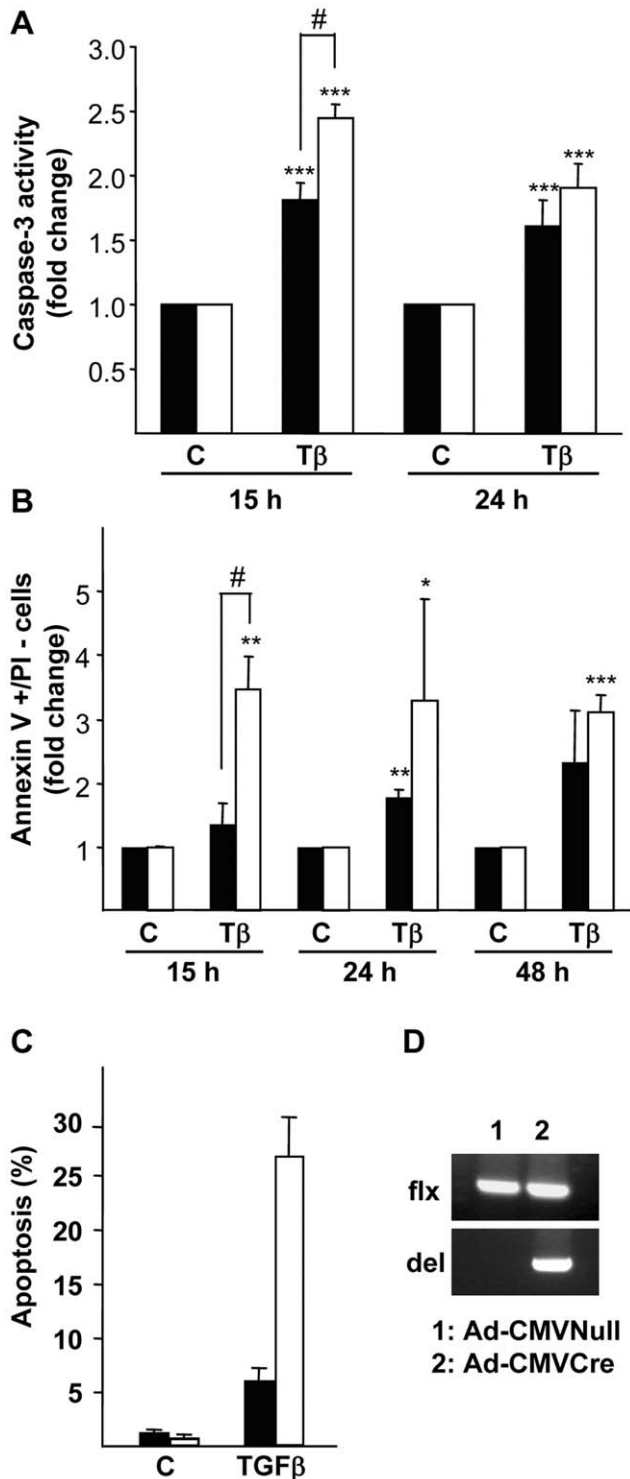 A
#
3.0
***
2.5
***
***
***
2.0
1.5
1.0
0.5
Caspase-3 activity
(fold change)
C Tβ C Tβ
15 h 24 h
B
5
#
*
**
4
3
***
**
2
1
Annexin V +/PI - cells
(fold change)
C Tβ C Tβ C Tβ
15 h 24 h 48 h
C
30
25
20
15
10
5
Apoptosis (%)
C TGFβ
D
1 2
flx
del
1: Ad-CMVNull
2: Ad-CMVCre